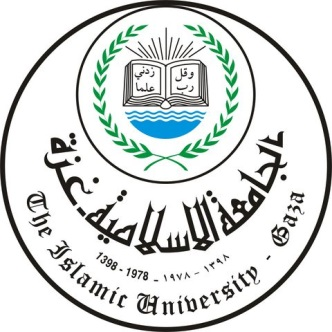 وقل رب
زدني علما
الجامعة الإسلامية - غزة
1398 - 1978 - ١٩٧٨ - ١٣٩٨
The Islamic University - Gaza